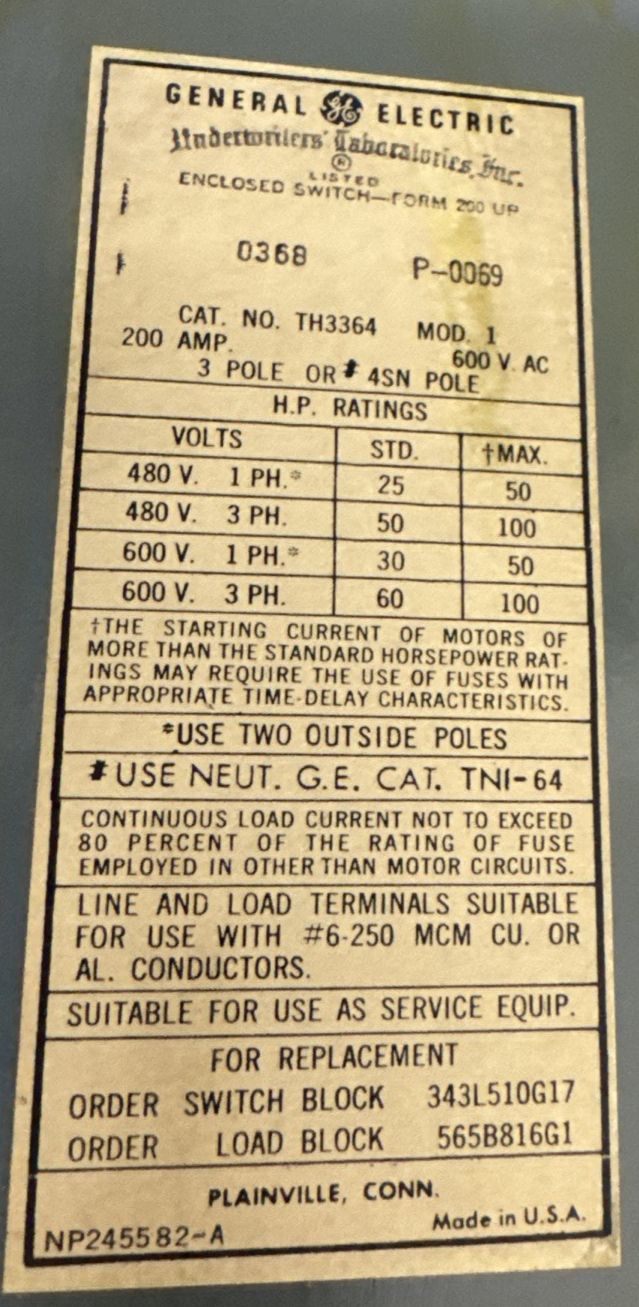 GENERAL GE ELECTRIC
Underwriters' Laboratories, Inc.
®
LISTED
ENCLOSED SWITCH—FORM 200 UP
0368 P-0069
CAT. NO. TH3364 MOD. 1
200 AMP. 600 V. AC
3 POLE OR # 4SN POLE
H.P. RATINGS
VOLTS STD. †MAX.
480 V. 1 PH.* 25 50
480 V. 3 PH. 50 100
600 V. 1 PH.* 30 50
600 V. 3 PH. 60 100
†THE STARTING CURRENT OF MOTORS OF
MORE THAN THE STANDARD HORSEPOWER RAT-
INGS MAY REQUIRE THE USE OF FUSES WITH
APPROPRIATE TIME-DELAY CHARACTERISTICS.
*USE TWO OUTSIDE POLES
# USE NEUT. G.E. CAT. TNI-64
CONTINUOUS LOAD CURRENT NOT TO EXCEED
80 PERCENT OF THE RATING OF FUSE
EMPLOYED IN OTHER THAN MOTOR CIRCUITS.
LINE AND LOAD TERMINALS SUITABLE
FOR USE WITH #6-250 MCM CU. OR
AL. CONDUCTORS.
SUITABLE FOR USE AS SERVICE EQUIP.
FOR REPLACEMENT
ORDER SWITCH BLOCK 343L510G17
ORDER LOAD BLOCK 565B816G1
PLAINVILLE, CONN.
NP245582-A Made in U.S.A.